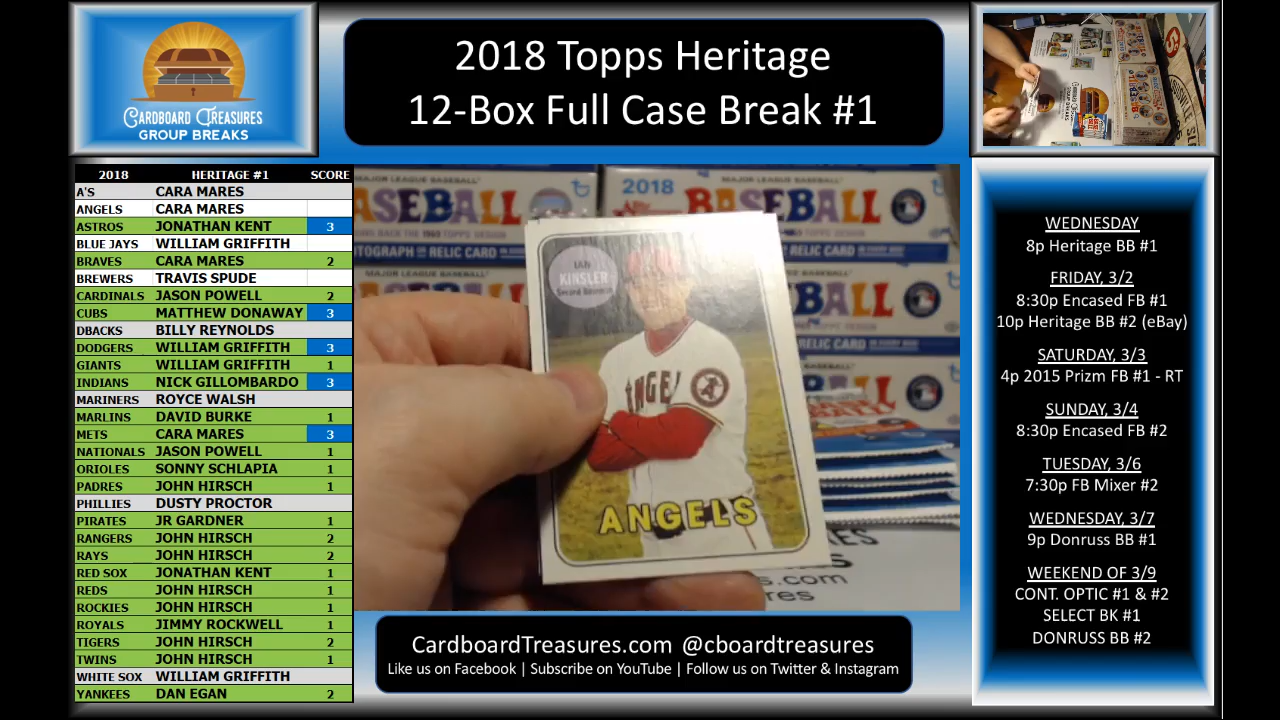 CARDBOARD TREASURES
GROUP BREAKS
2018 Topps Heritage
12-Box Full Case Break #1
2018 HERITAGE #1 SCORE
A'S CARA MARES
ANGELS CARA MARES
ASTROS JONATHAN KENT 3
BLUE JAYS WILLIAM GRIFFITH
BRAVES CARA MARES 2
BREWERS TRAVIS SPUDE
CARDINALS JASON POWELL 2
CUBS MATTHEW DONAWAY 3
DBACKS BILLY REYNOLDS
DODGERS WILLIAM GRIFFITH 3
GIANTS WILLIAM GRIFFITH 1
INDIANS NICK GILLOMBARDO 3
MARINERS ROYCE WALSH
MARLINS DAVID BURKE 1
METS CARA MARES 3
NATIONALS JASON POWELL 1
ORIOLES SONNY SCHLAPIA 1
PADRES JOHN HIRSCH 1
PHILLIES DUSTY PROCTOR
PIRATES JR GARDNER 1
RANGERS JOHN HIRSCH 2
RAYS JOHN HIRSCH 2
RED SOX JONATHAN KENT 1
REDS JOHN HIRSCH 1
ROCKIES JOHN HIRSCH 1
ROYALS JIMMY ROCKWELL 1
TIGERS JOHN HIRSCH 2
TWINS JOHN HIRSCH 1
WHITE SOX WILLIAM GRIFFITH
YANKEES DAN EGAN 2
MAJOR LEAGUE BASEBALL
2018
MAJOR LEAGUE BASEBALL
BASEBALL
IAN
KINSLER
Second Baseman
ANGELS
CardboardTreasures.com @cboardtreasures
Like us on Facebook | Subscribe on YouTube | Follow us on Twitter & Instagram
WEDNESDAY
8p Heritage BB #1
FRIDAY, 3/2
8:30p Encased FB #1
10p Heritage BB #2 (eBay)
SATURDAY, 3/3
4p 2015 Prizm FB #1 - RT
SUNDAY, 3/4
8:30p Encased FB #2
TUESDAY, 3/6
7:30p FB Mixer #2
WEDNESDAY, 3/7
9p Donruss BB #1
WEEKEND OF 3/9
CONT. OPTIC #1 & #2
SELECT BK #1
DONRUSS BB #2